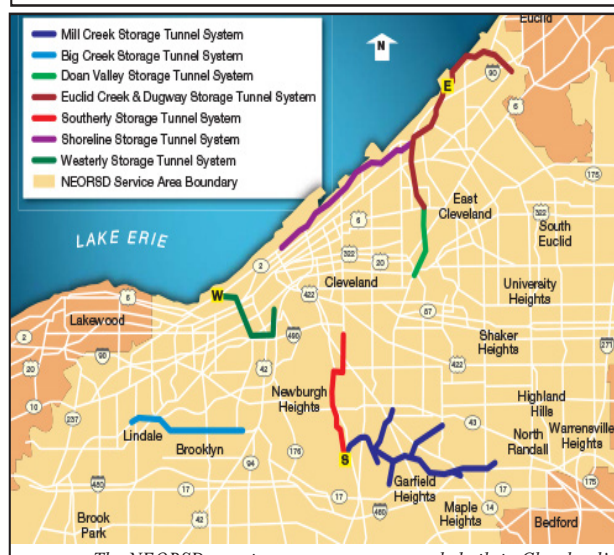 Mill Creek Storage Tunnel System
Big Creek Storage Tunnel System
Doan Valley Storage Tunnel System
Euclid Creek & Dugway Storage Tunnel System
Southerly Storage Tunnel System
Shoreline Storage Tunnel System
Westerly Storage Tunnel System
NEORSD Service Area Boundary
N
Euclid
E
90
6
175
East
Cleveland
322
South
Euclid
6
LAKE ERIE
322
20
2
Cleveland
University
Heights
W
422
6
87
Lakewood
490
Shaker
Heights
271
2
90
42
422
20
Newburgh
Heights
Highland
Hills
10
237
43
Warrensville
Heights
North
Randall
Lindale
Brooklyn
S
94
176
Garfield
Heights
480
17
17
480
17
175
14
Maple
Heights
Brook
Park
42
Bedford
The NEORSD